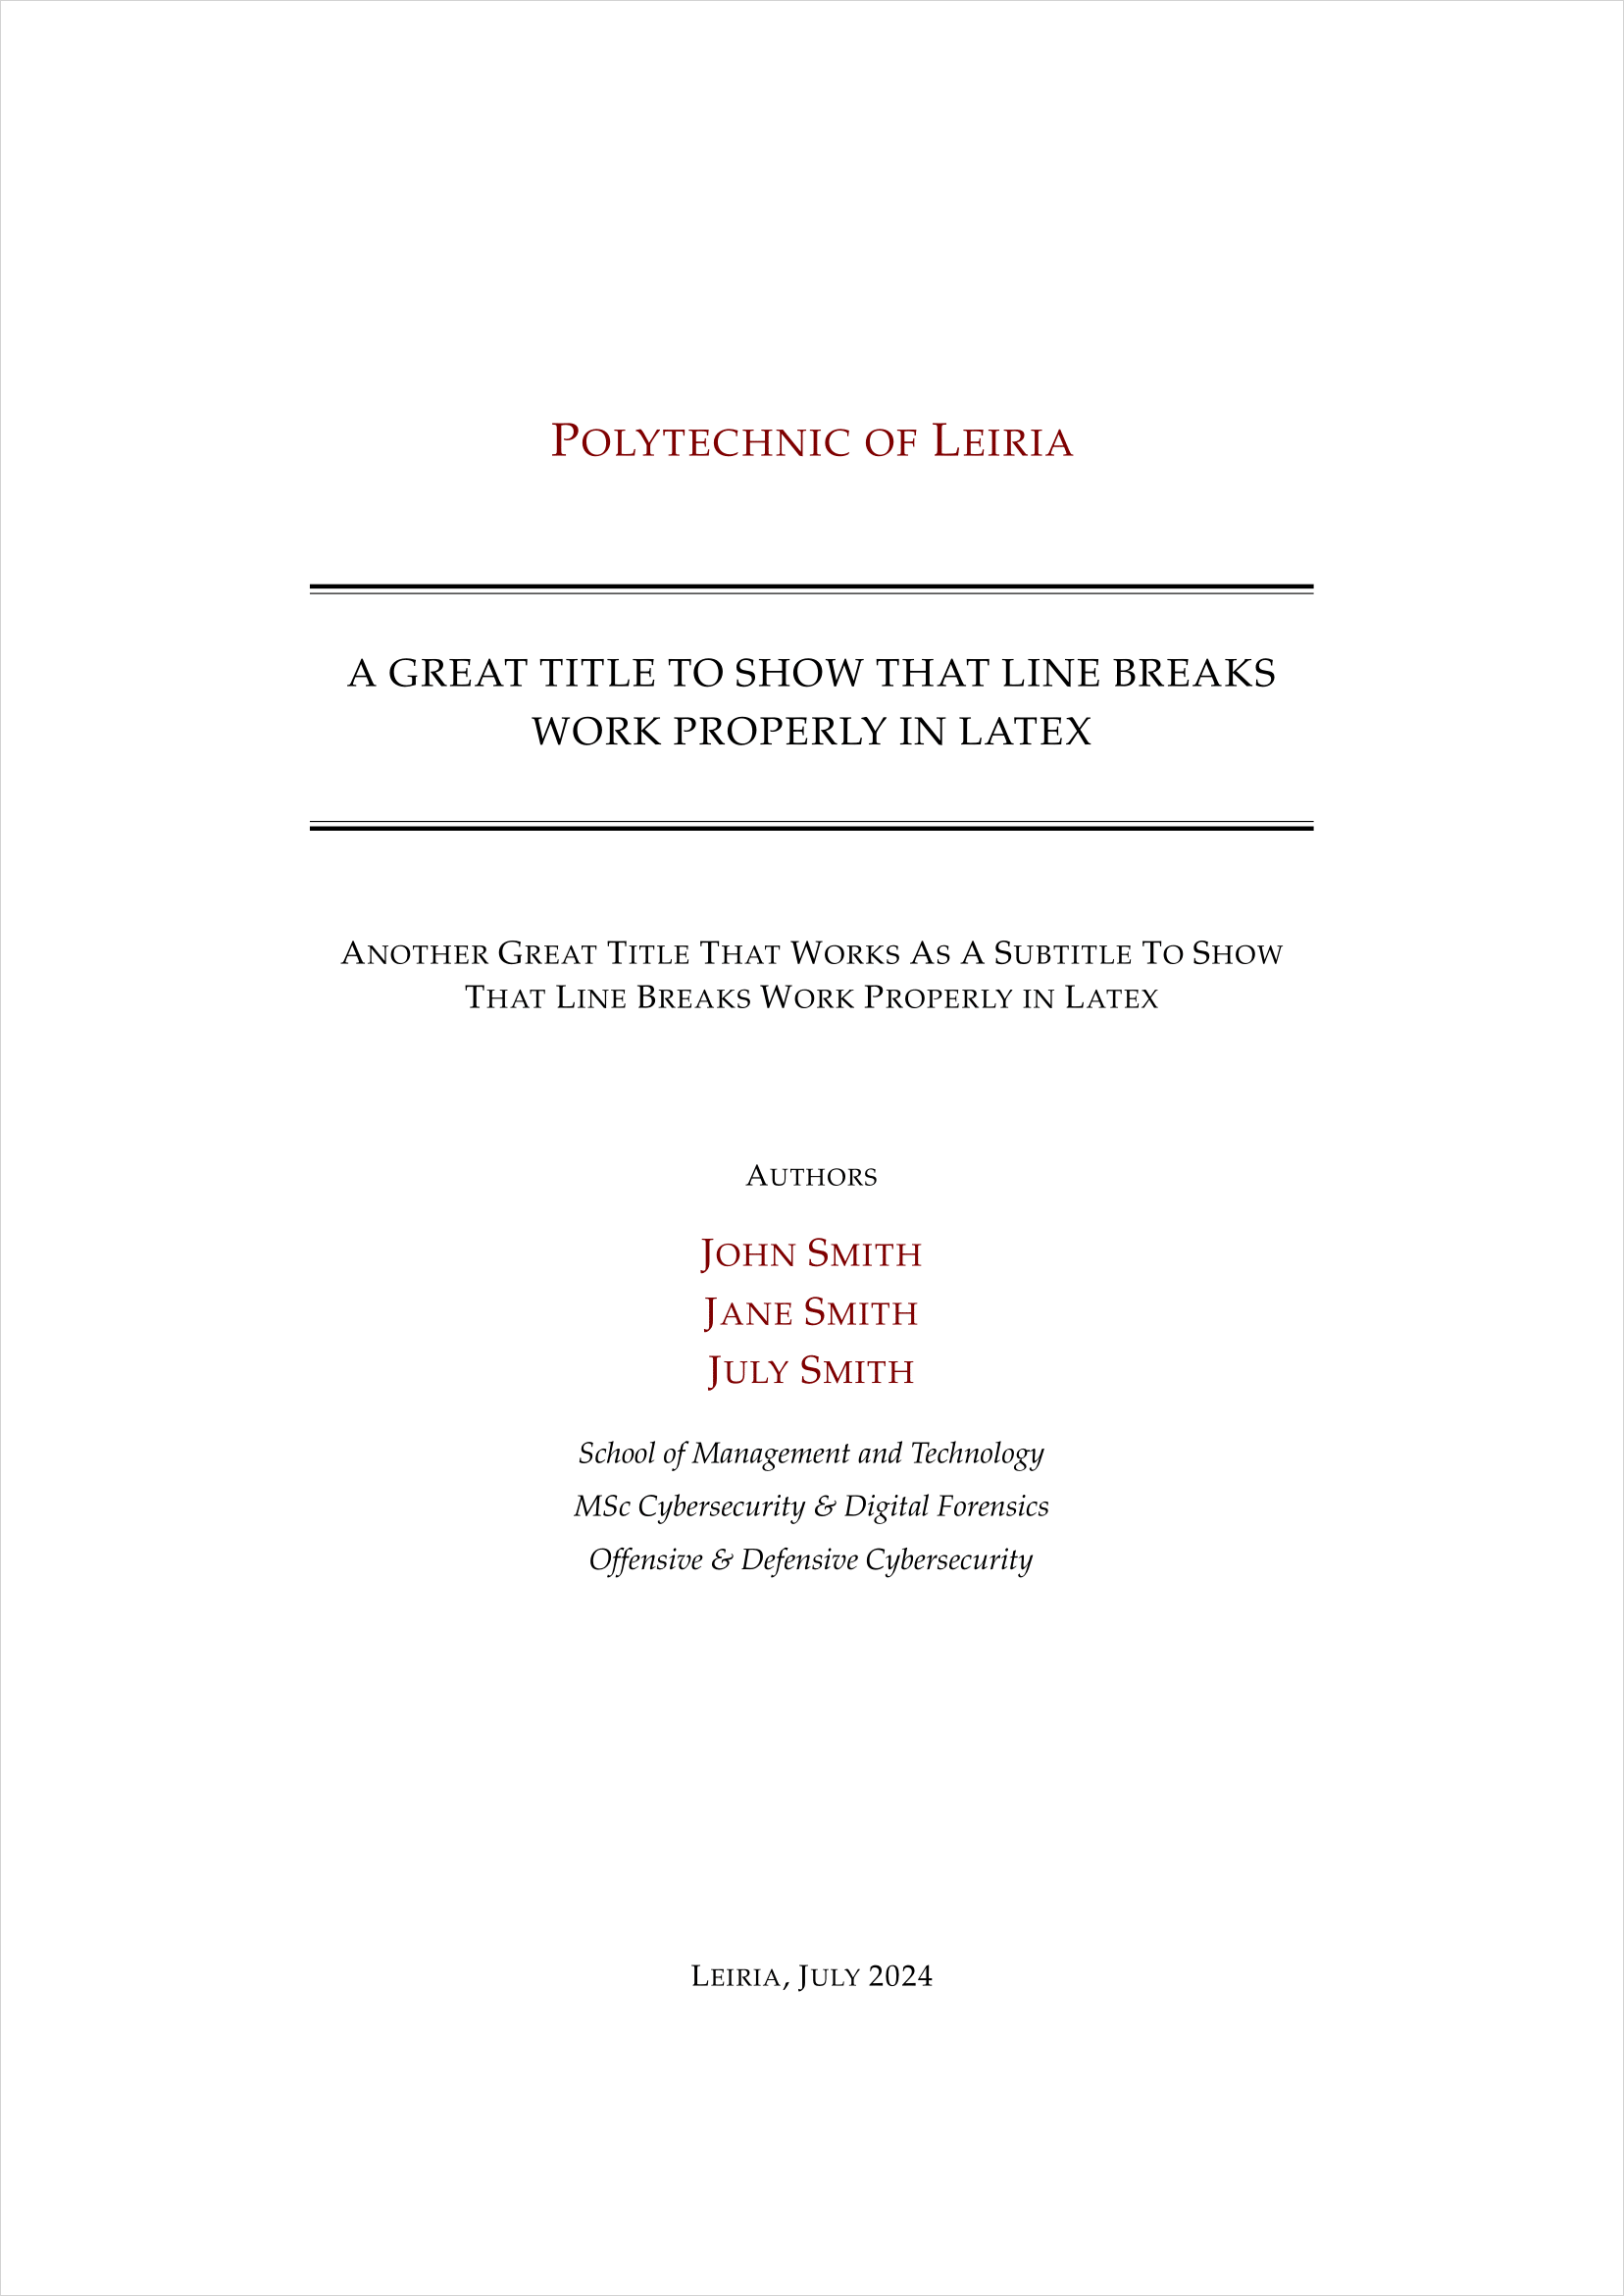 Polytechnic of Leiria
A GREAT TITLE TO SHOW THAT LINE BREAKS
WORK PROPERLY IN LATEX
Another Great Title That Works As A Subtitle To Show
That Line Breaks Work Properly in Latex
Authors
John Smith
Jane Smith
July Smith
School of Management and Technology
MSc Cybersecurity & Digital Forensics
Offensive & Defensive Cybersecurity
Leiria, July 2024